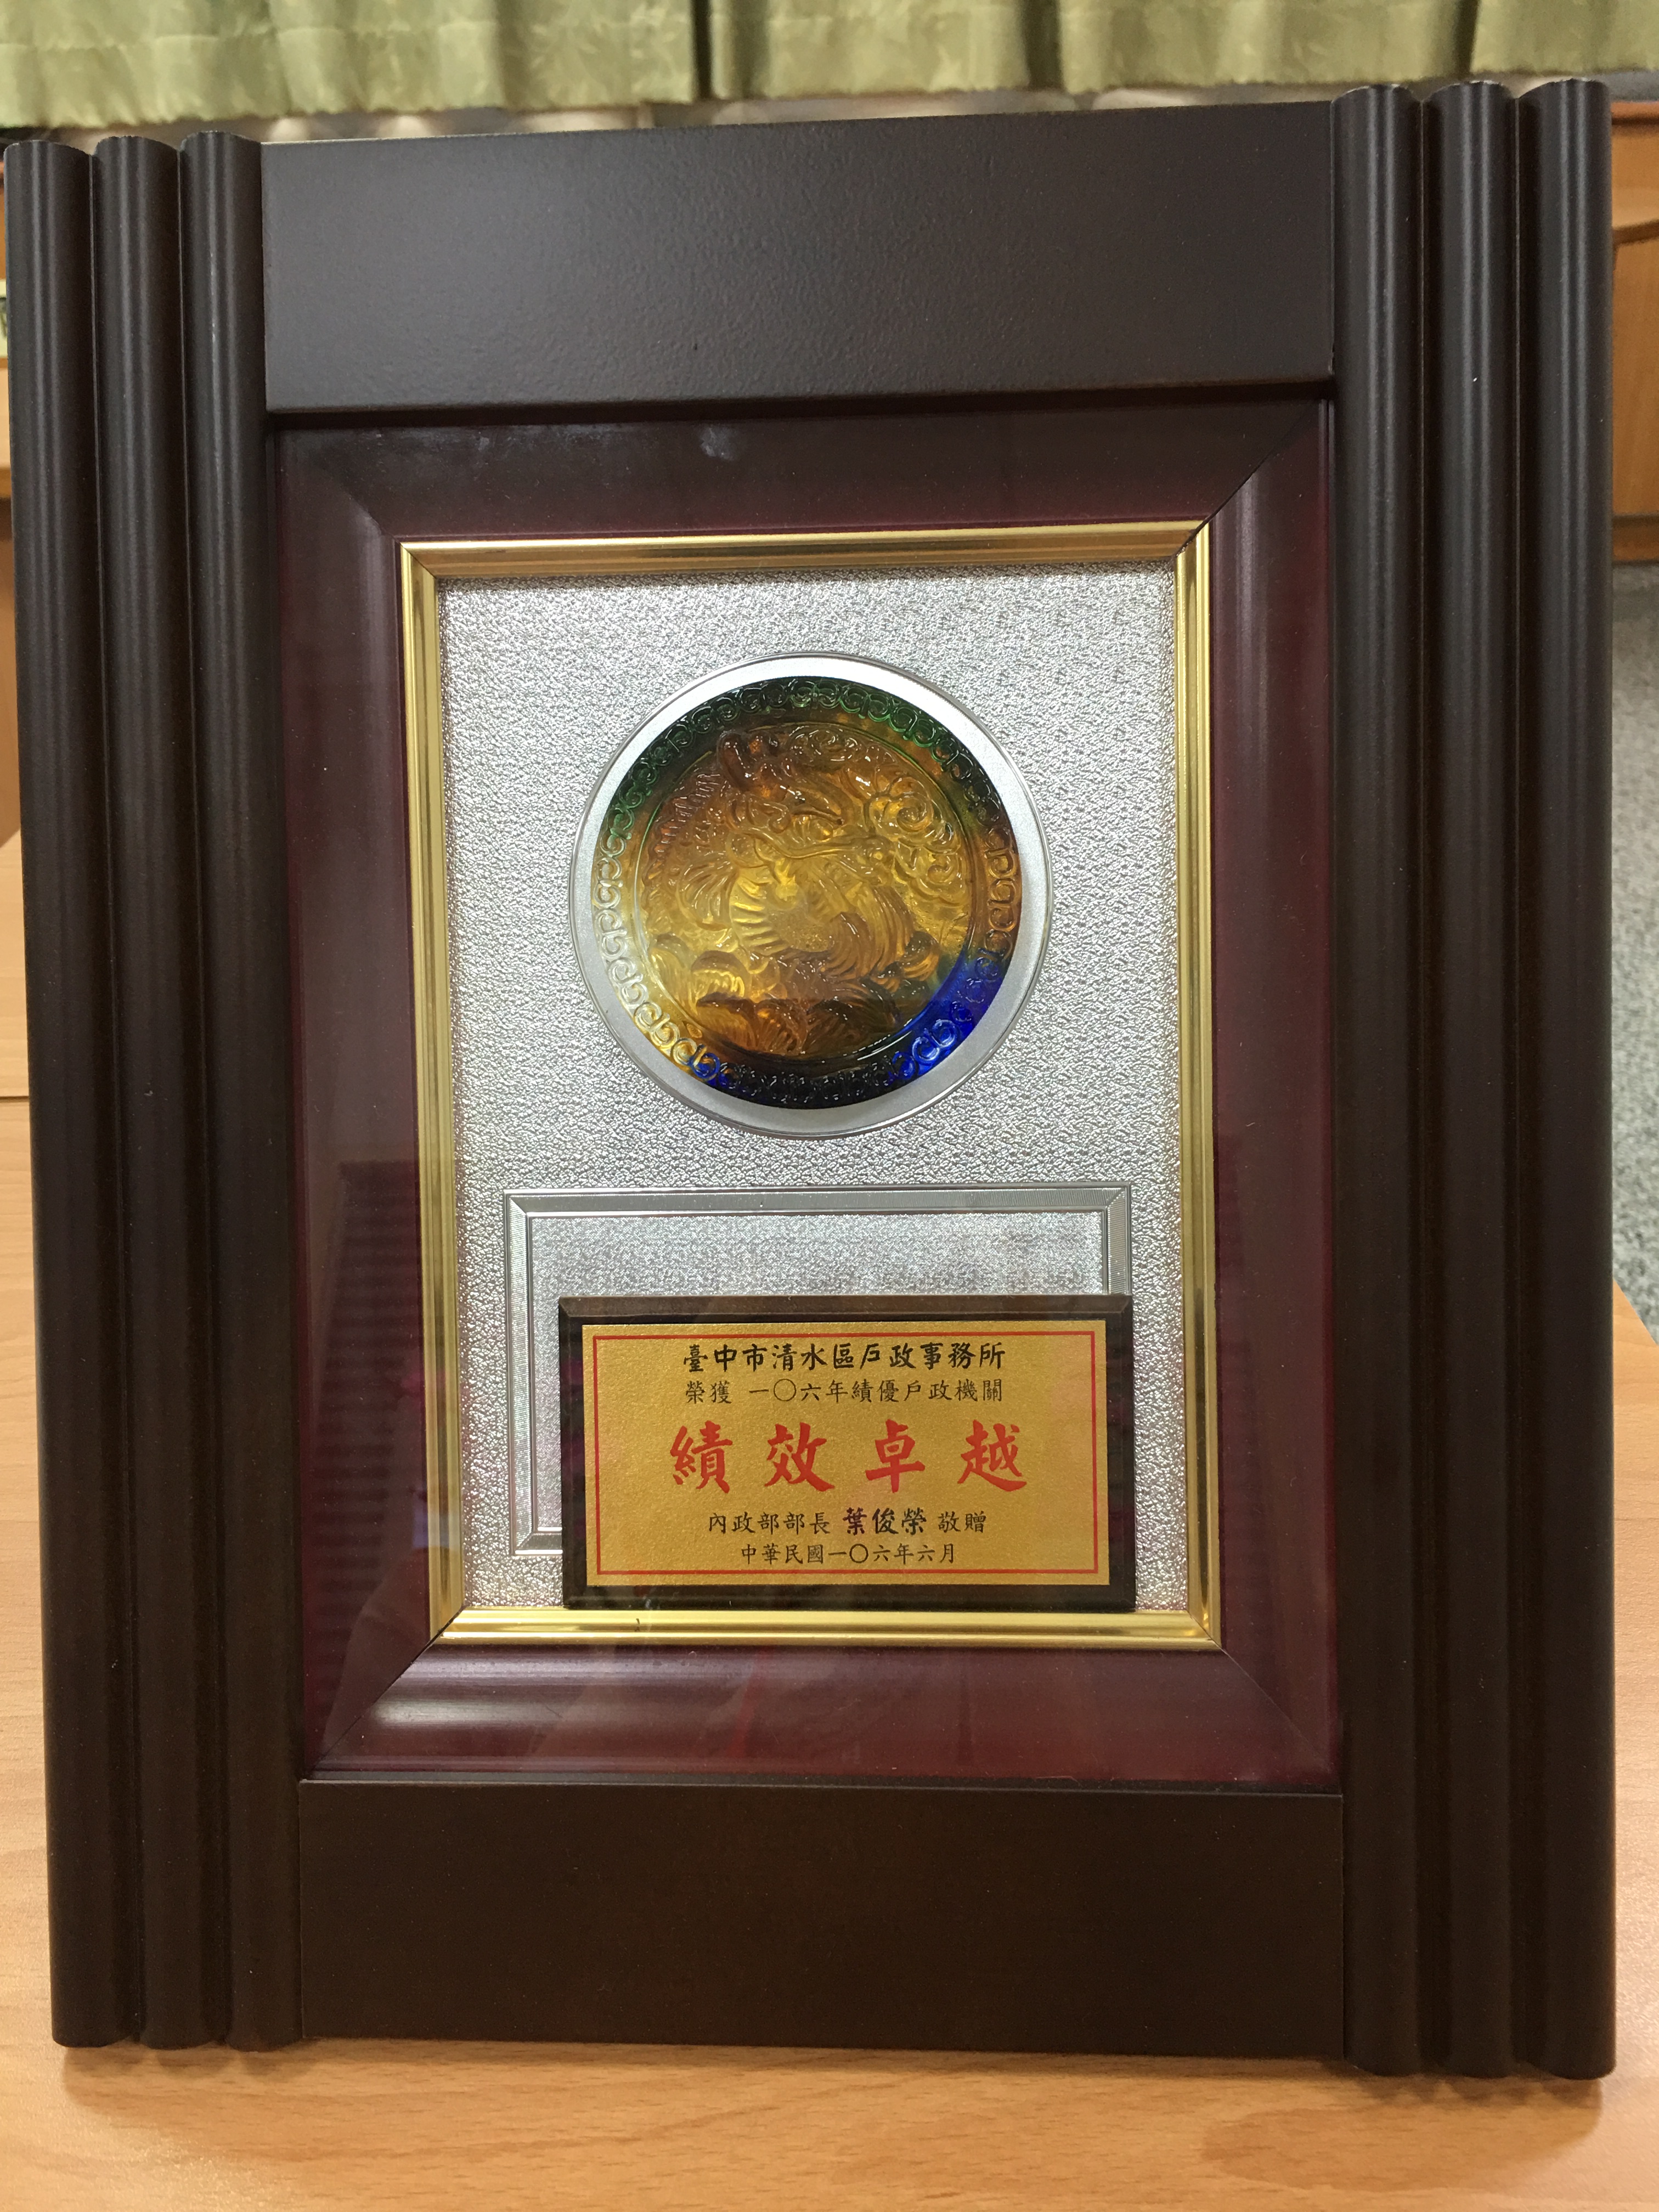 臺中市清水區戶政事務所
榮獲 一〇六年績優戶政機關
績效卓越
內政部部長 葉俊榮 敬贈
中華民國一〇六年六月